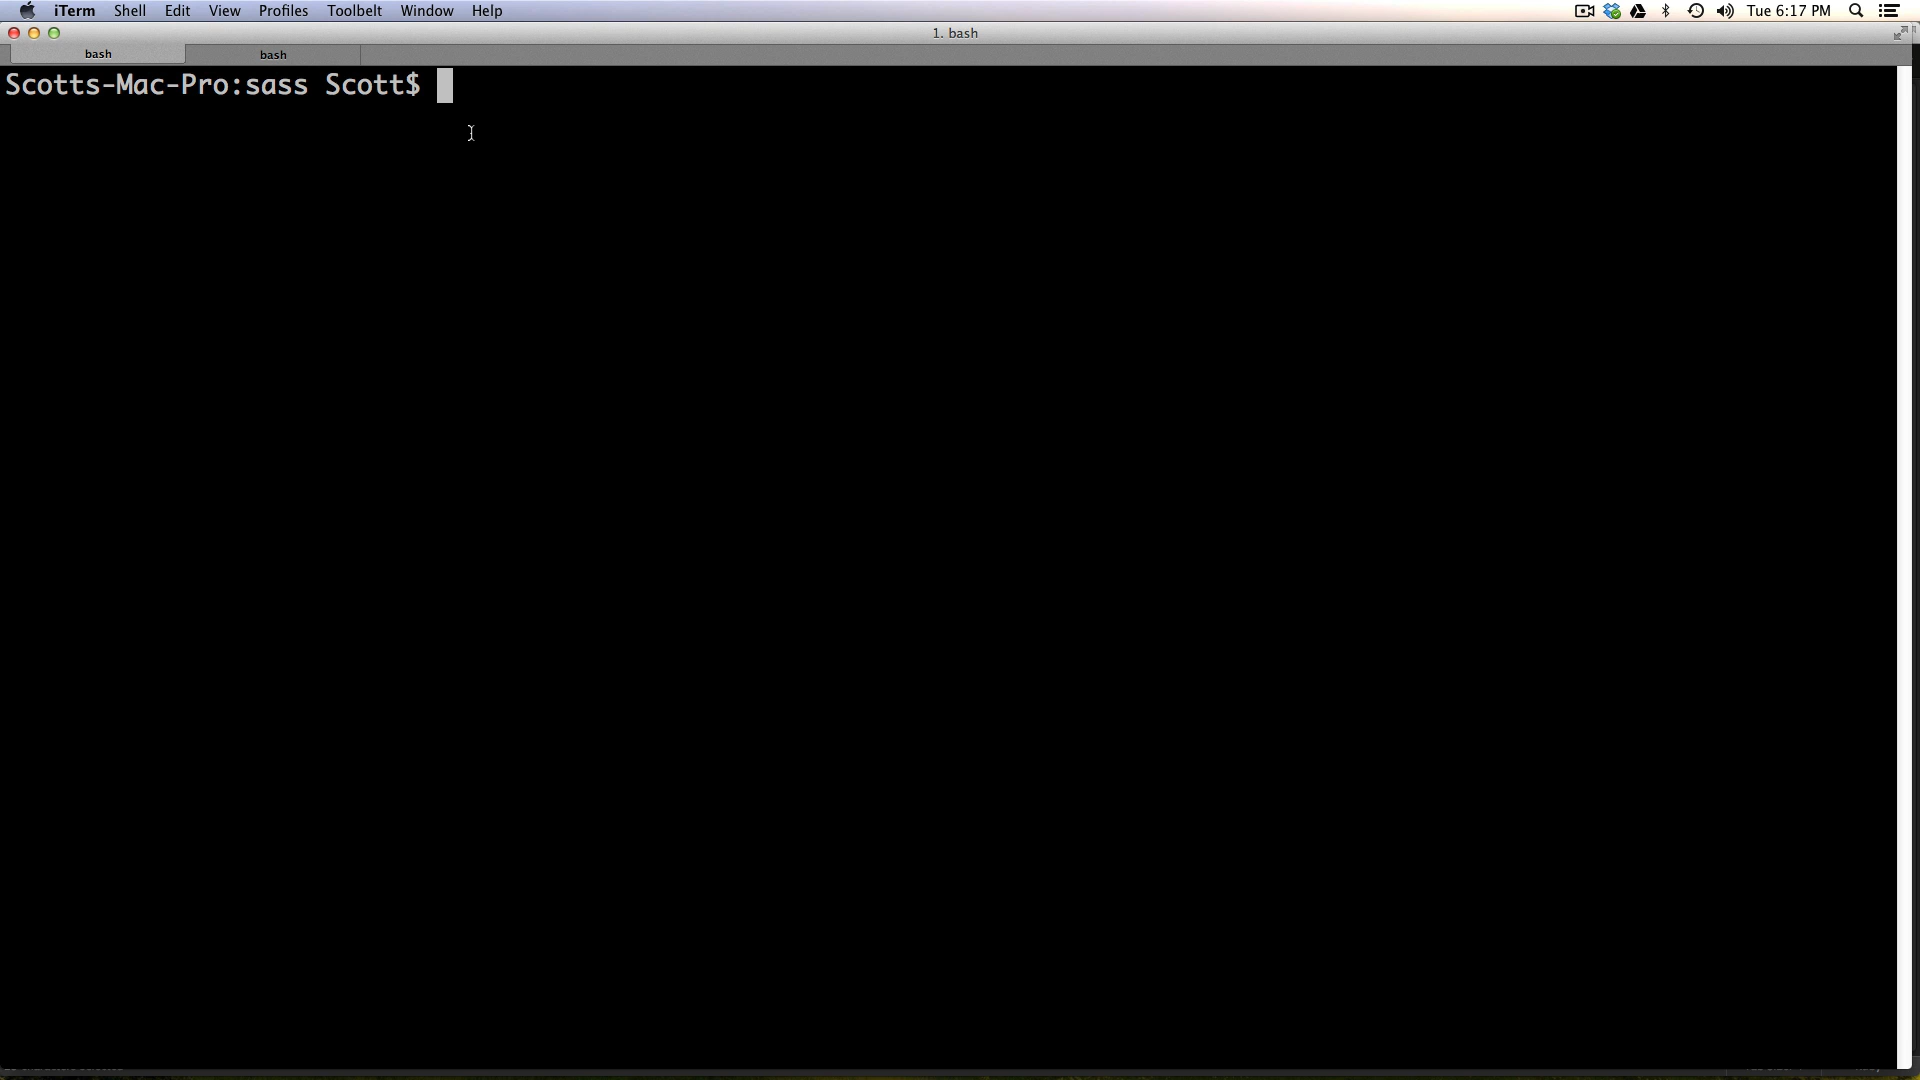 iTerm Shell Edit View Profiles Toolbelt Window Help Tue 6:17 PM
1. bash
bash bash
Scotts-Mac-Pro:sass Scott$